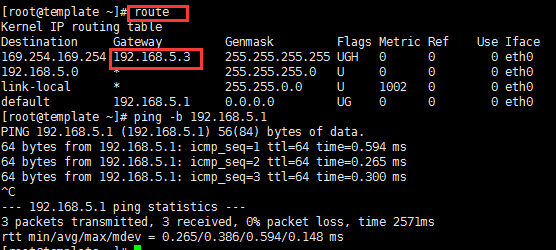 [root@template ~]# route
Kernel IP routing table
Destination Gateway Genmask Flags Metric Ref Use Iface
169.254.169.254 192.168.5.3 255.255.255.255 UGH 0 0 0 eth0
192.168.5.0 * 255.255.255.0 U 0 0 0 eth0
link-local * 255.255.0.0 U 1002 0 0 eth0
default 192.168.5.1 0.0.0.0 UG 0 0 0 eth0
[root@template ~]# ping -b 192.168.5.1
PING 192.168.5.1 (192.168.5.1) 56(84) bytes of data.
64 bytes from 192.168.5.1: icmp_seq=1 ttl=64 time=0.594 ms
64 bytes from 192.168.5.1: icmp_seq=2 ttl=64 time=0.265 ms
64 bytes from 192.168.5.1: icmp_seq=3 ttl=64 time=0.300 ms
^C
--- 192.168.5.1 ping statistics ---
3 packets transmitted, 3 received, 0% packet loss, time 2571ms
rtt min/avg/max/mdev = 0.265/0.386/0.594/0.148 ms
[root@template ~]#